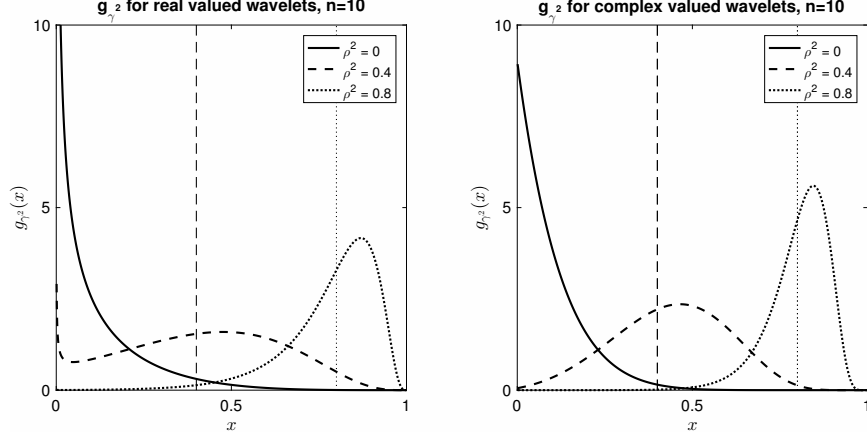 g_γ² for real valued wavelets, n=10
10
5
0
g_γ²(x)
ρ² = 0
ρ² = 0.4
ρ² = 0.8
0
0.5
1
x
g_γ² for complex valued wavelets, n=10
10
5
0
g_γ²(x)
ρ² = 0
ρ² = 0.4
ρ² = 0.8
0
0.5
1
x